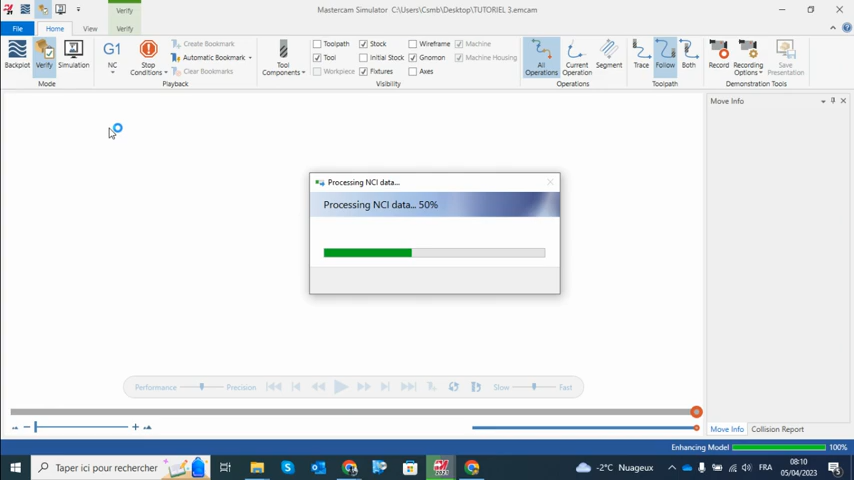 Verify
Mastercam Simulator C:\Users\Csmb\Desktop\TUTORIEL 3.emcam
File Home View Verify
Backplot Verify Simulation
Mode
G1
NC
Stop Conditions
Create Bookmark
Automatic Bookmark
Clear Bookmarks
Playback
Tool Components
Toolpath Stock Wireframe Machine
Tool Initial Stock Gnomon Machine Housing
Workpiece Fixtures Axes
Visibility
All Operations Current Operation Segment
Operations
Trace Follow Both
Toolpath
Record Recording Options Save Presentation
Demonstration Tools
Move Info
Processing NCI data...
Processing NCI data... 50%
Performance Precision Slow Fast
Move Info Collision Report
Enhancing Model 100%
Taper ici pour rechercher
-2°C Nuageux
FRA
08:10
05/04/2023